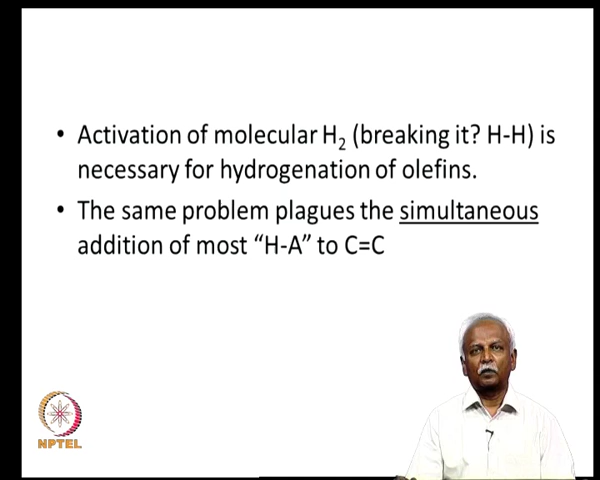 • Activation of molecular H₂ (breaking it? H-H) is
necessary for hydrogenation of olefins.
• The same problem plagues the simultaneous
addition of most “H-A” to C=C
NPTEL